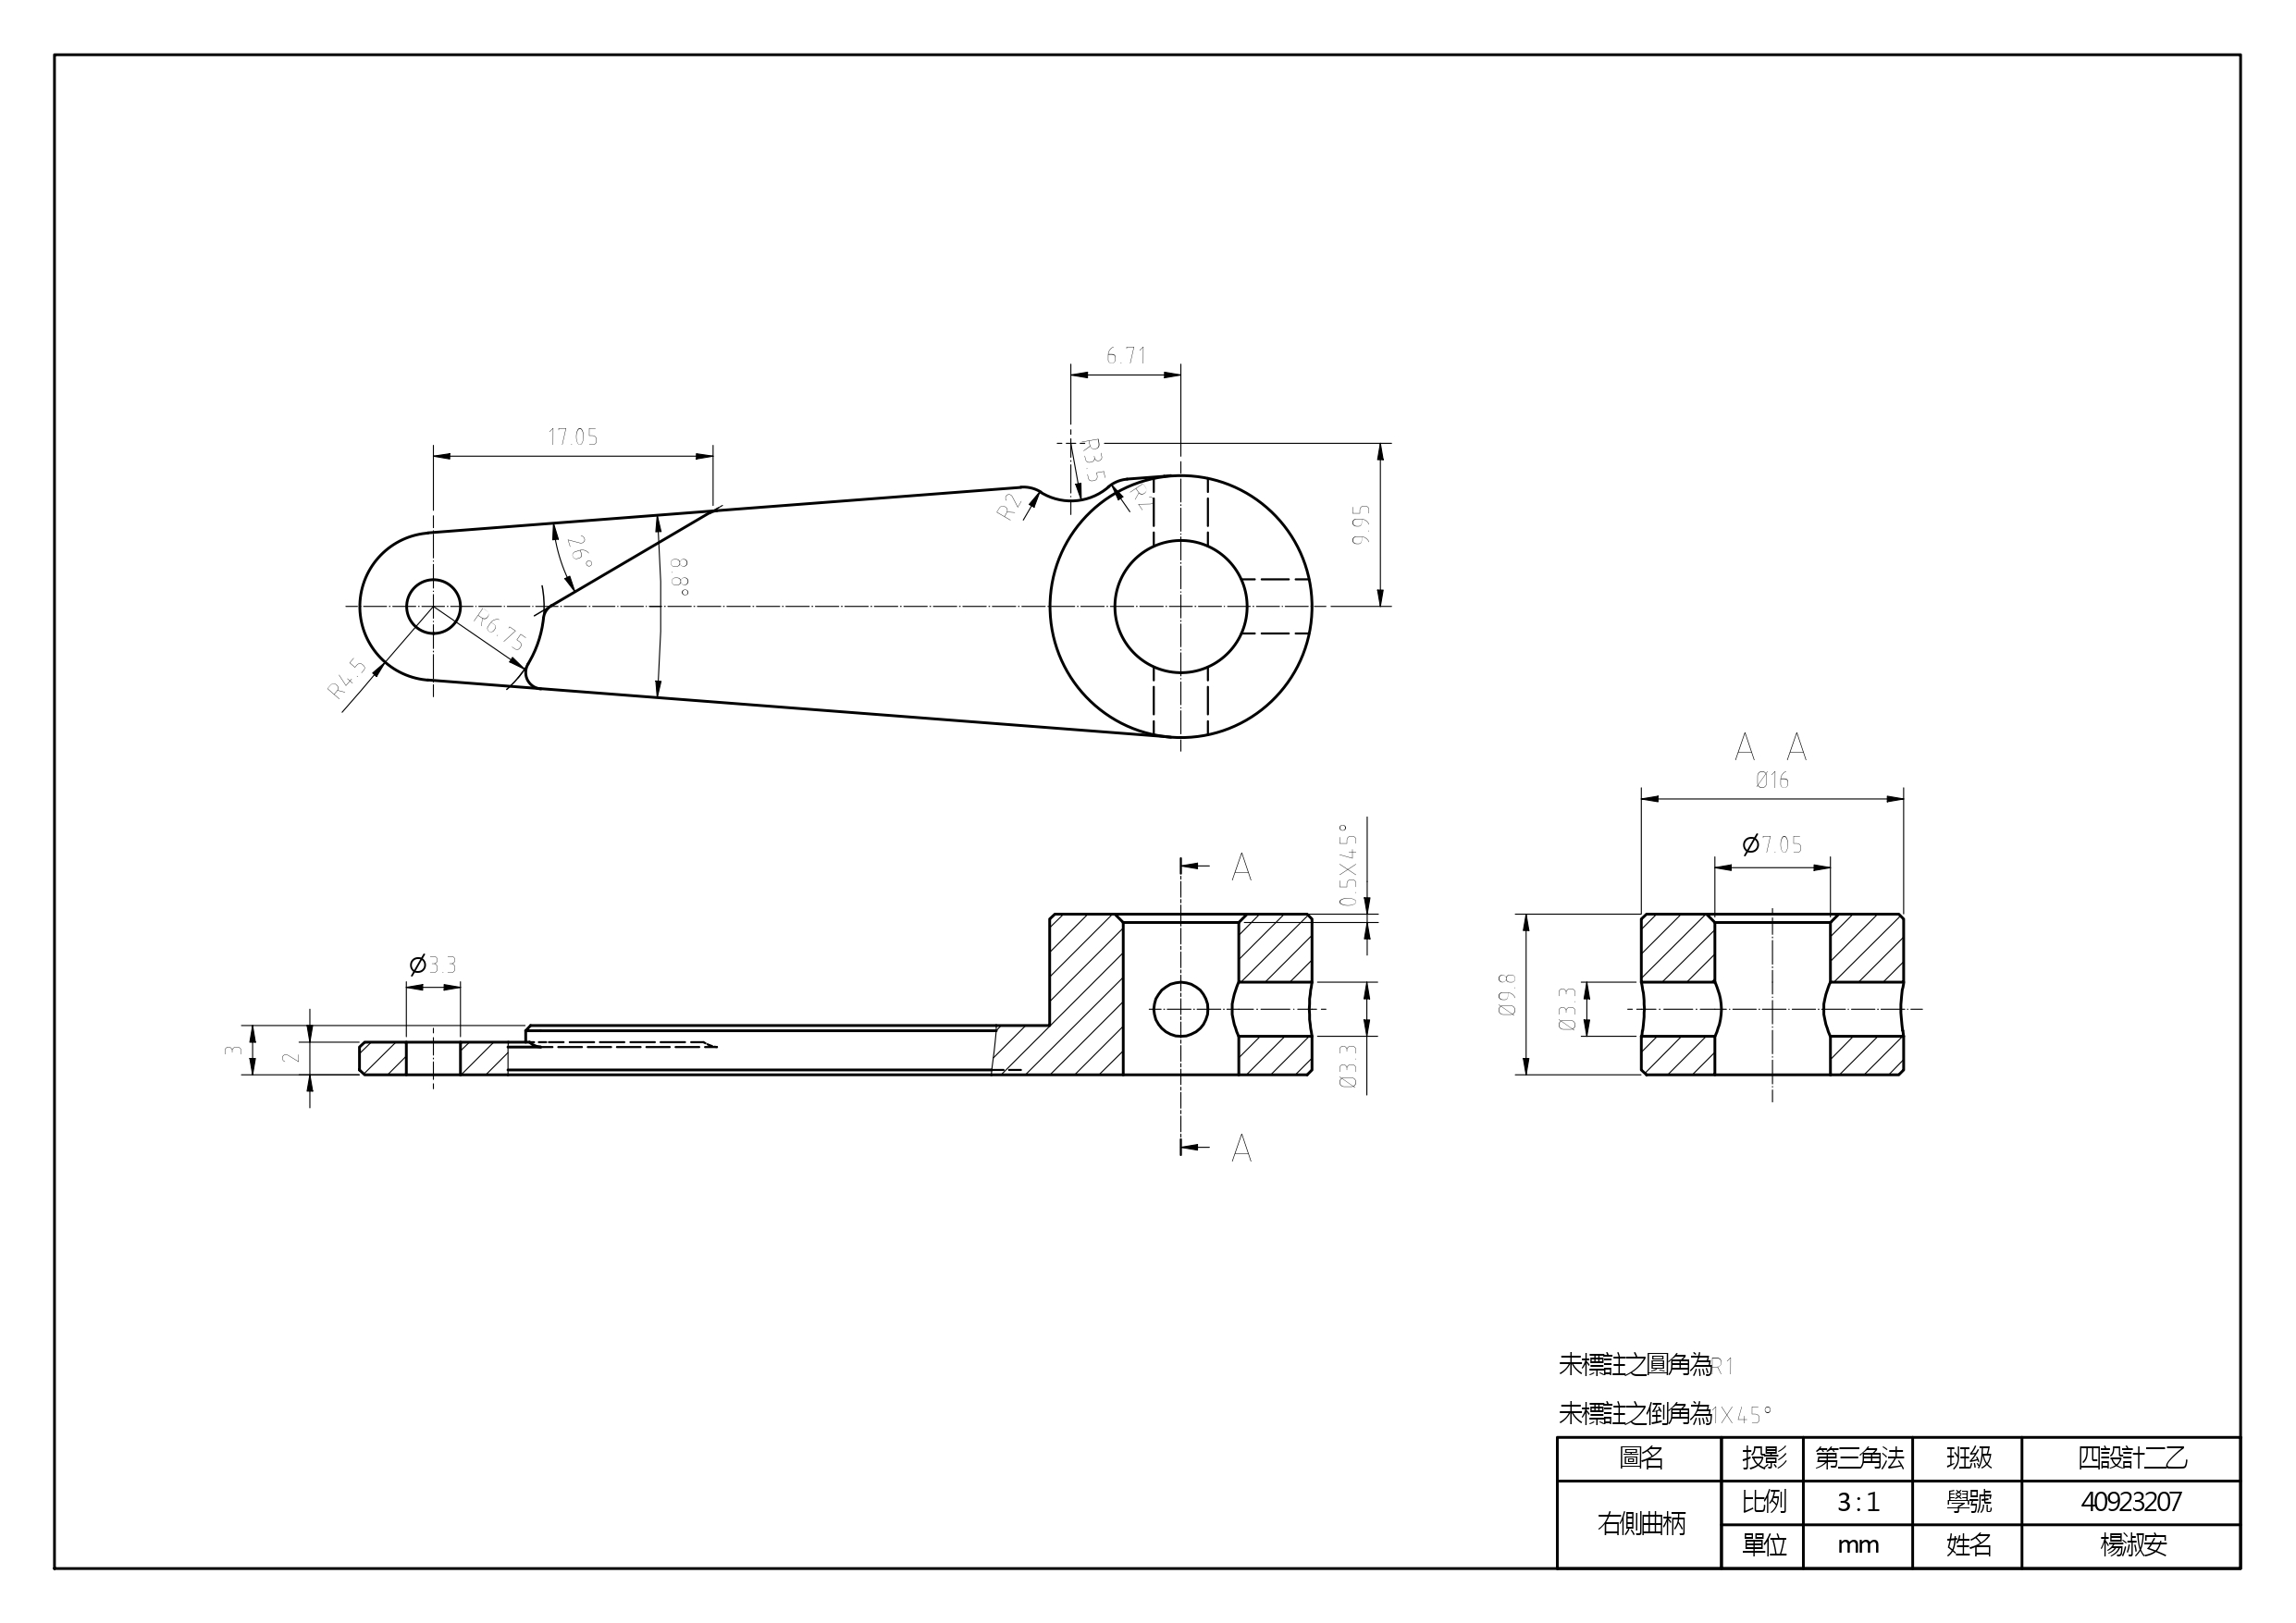 6.71
17.05
R3.5
R2
R2
9.95
26°
8.8°
R6.75
R4.5
A A
Ø16
Ø7.05
0.5X45°
A
Ø3.3
Ø9.8
Ø3.3
3
2
Ø3.3
A
未標註之圓角為R1
未標註之倒角為1X45°
圖名 投影 第三角法 班級 四設計二乙
右側曲柄 比例 3:1 學號 40923207
單位 mm 姓名 楊淑安